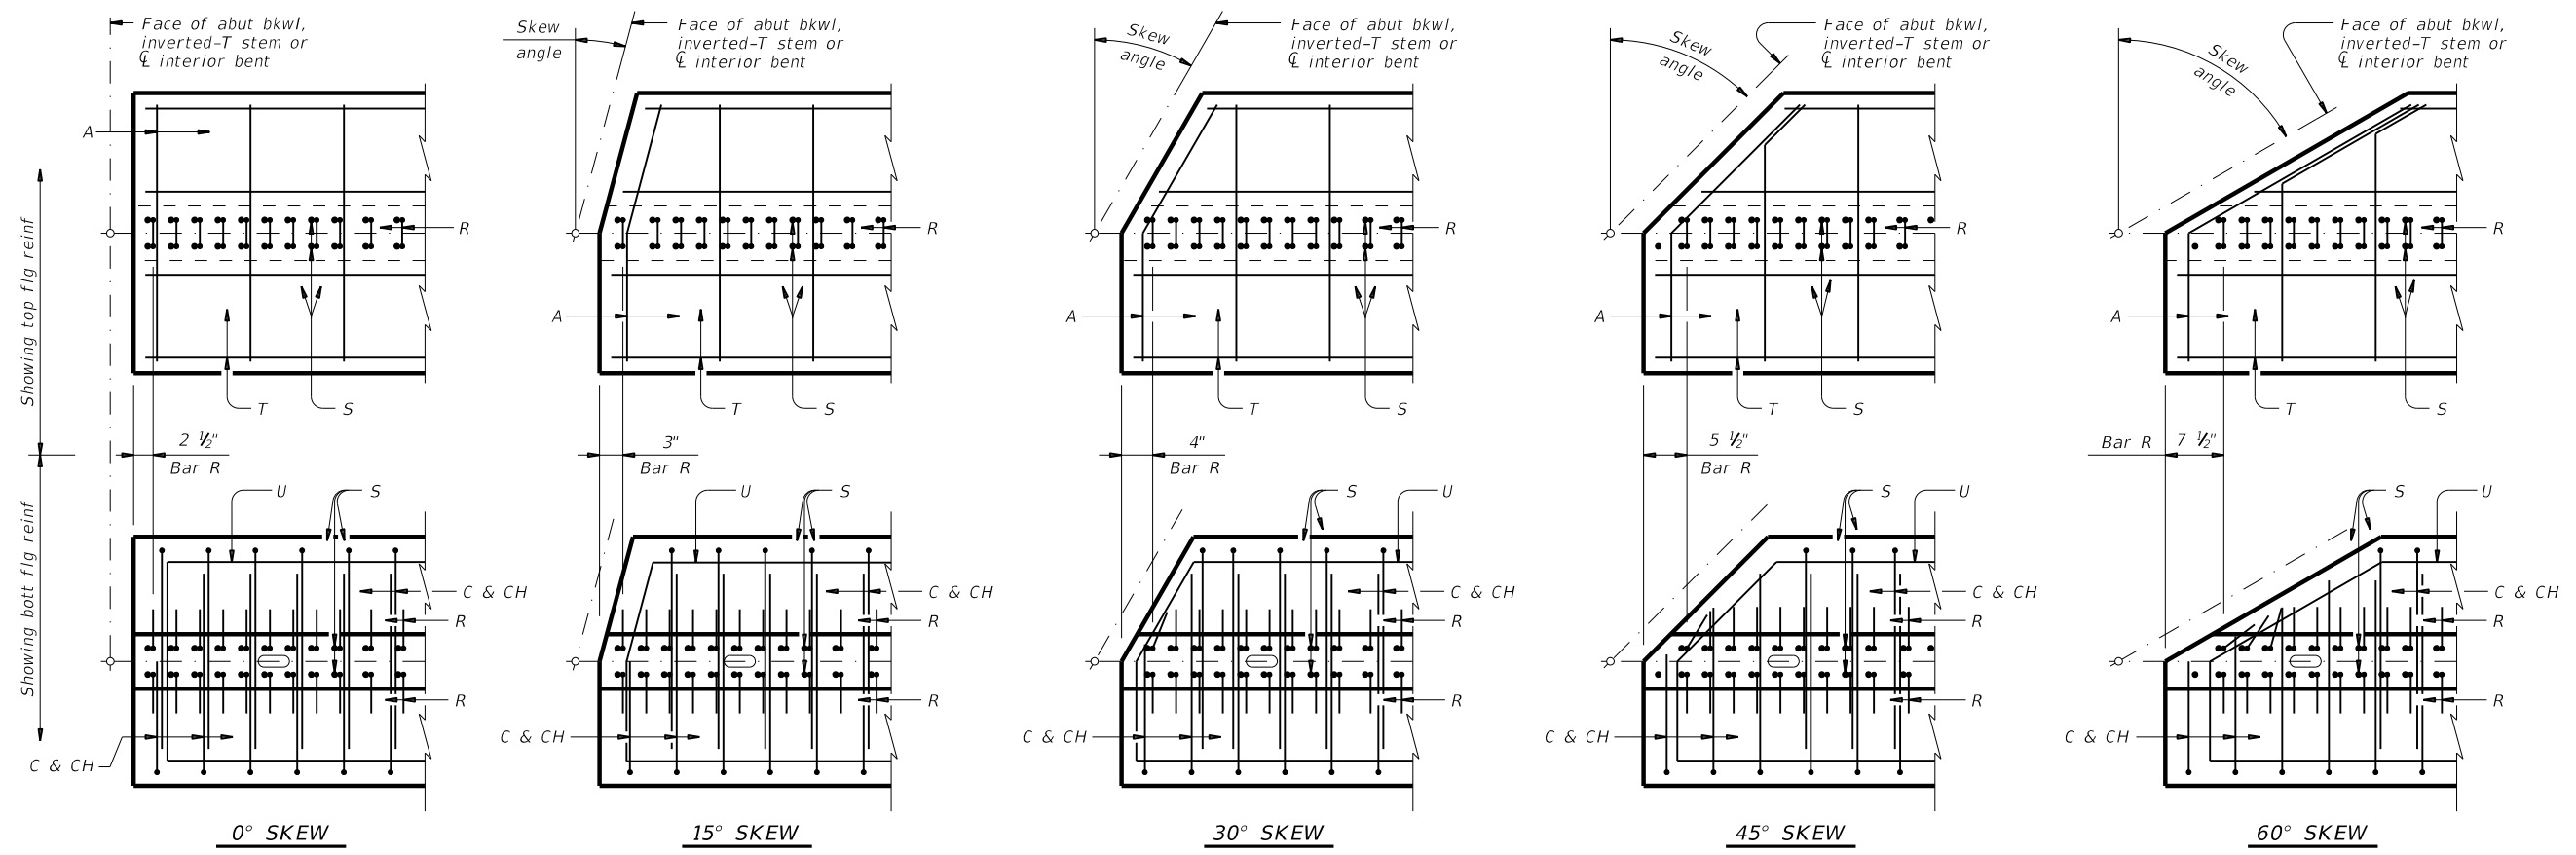 Face of abut bkwl,
inverted-T stem or
℄ interior bent
Skew
angle
Face of abut bkwl,
inverted-T stem or
℄ interior bent
Skew
angle
Face of abut bkwl,
inverted-T stem or
℄ interior bent
Skew
angle
Face of abut bkwl,
inverted-T stem or
℄ interior bent
Skew
angle
Face of abut bkwl,
inverted-T stem or
℄ interior bent
Showing top flg reinf
A
R
T
S
A
R
T
S
A
R
T
S
A
R
T
S
A
R
T
S
2 ½"
Bar R
3"
Bar R
4"
Bar R
5 ½"
Bar R
Bar R
7 ½"
Showing bott flg reinf
U
S
C & CH
R
R
C & CH
U
S
C & CH
R
R
C & CH
S
U
C & CH
R
R
C & CH
S
U
C & CH
R
R
C & CH
S
U
C & CH
R
R
C & CH
0° SKEW
15° SKEW
30° SKEW
45° SKEW
60° SKEW